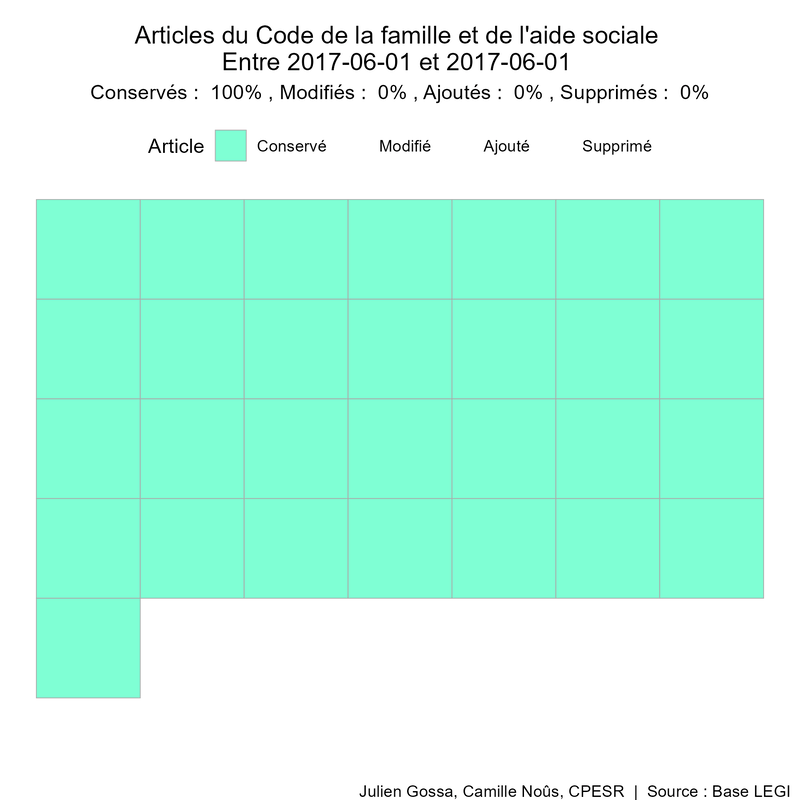 Articles du Code de la famille et de l'aide sociale
Entre 2017-06-01 et 2017-06-01
Conservés :  100% , Modifiés :  0% , Ajoutés :  0% , Supprimés :  0%
Article Conservé Modifié Ajouté Supprimé
Julien Gossa, Camille Noûs, CPESR  |  Source : Base LEGI